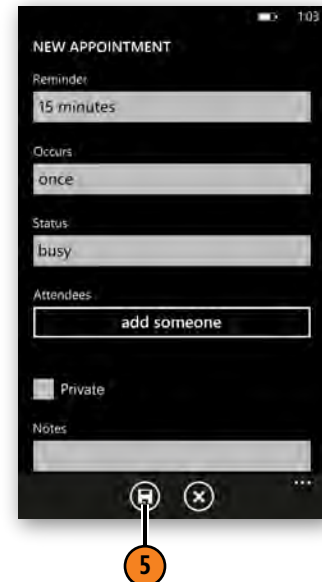 1:03
NEW APPOINTMENT
Reminder
15 minutes
Occurs
once
Status
busy
Attendees
add someone
Private
Notes
...
5